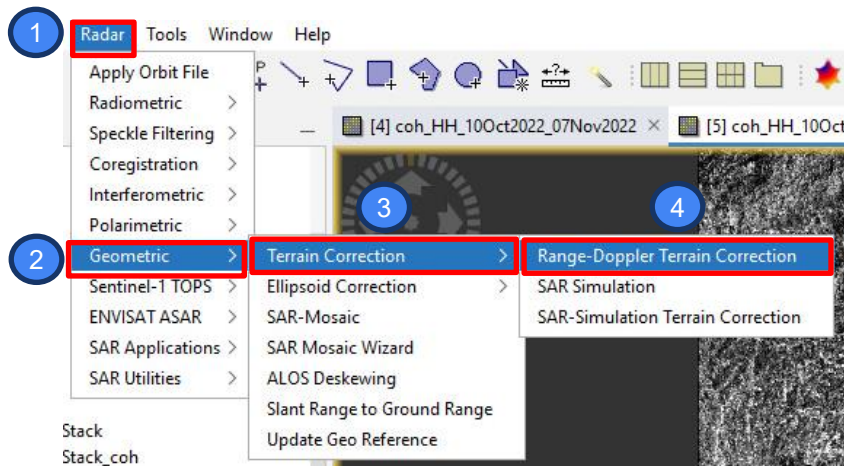 1
Radar Tools Window Help
Apply Orbit File
Radiometric >
Speckle Filtering >
Coregistration >
Interferometric >
Polarimetric >
2
Geometric >
Sentinel-1 TOPS >
ENVISAT ASAR >
SAR Applications >
SAR Utilities >
P
[4] coh_HH_10Oct2022_07Nov2022 ×
[5] coh_HH_10Oct
3
Terrain Correction >
Ellipsoid Correction >
SAR-Mosaic
SAR Mosaic Wizard
ALOS Deskewing
Slant Range to Ground Range
Update Geo Reference
4
Range-Doppler Terrain Correction
SAR Simulation
SAR-Simulation Terrain Correction
Stack
Stack_coh